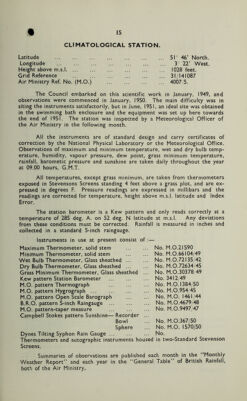 15
CLIMATOLOGICAL STATION.
Latitude ... 51° 46' North.
Longitude ... 3° 22' West.
Height above m.s.l. ... 1028 feet.
Grid Reference ... 31/141087
Air Ministry Ref. No. (M.O.) ... 4007.5.
The Council embarked on this scientific work in January, 1949, and
observations were commenced in January, 1950. The main difficulty was in
siting the instruments satisfactorily, but in June, 1951, an ideal site was obtained
in the swimming bath enclosure and the equipment was set up here towards
the end of 1951. The station was inspected by a Meteorological Officer of
the Air Ministry in the following month.
All the instruments are of standard design and carry certificates of
correction by the National Physical Laboratory or the Meteorological Office.
Observations of maximum and minimum temperature, wet and dry bulb temp-
erature, humidity, vapour pressure, dew point, grass minimum temperature,
rainfall, barometric pressure and sunshine are taken daily throughout the year
at 09.00 hours, G.M.T.
All temperatures, except grass minimum, are taken from thermometers
exposed in Stevensons Screens standing 4 feet above a grass plot, and are ex-
pressed in degrees F. Pressure readings are expressed in millibars and the
readings are corrected for temperature, height above m.s.l. latitude and Index
Error.
The station barometer is a Kew pattern and only reads correctly at a
temperature of 285 deg. A. on 52 deg. N latitude at m.s.l. Any deviations
from these conditions must be corrected. Rainfall is measured in inches and
collected in a standard 5-inch raingauge.
Instruments in use at present consist of :—
Maximum Thermometer, solid stem ... No. M.O.21590
Minimum Thermometer, solid stem ... No. M.O.66104:49
Wet Bulb Thermometer, Glass sheathed ... No. M.O.72135:42
Dry Bulb Thermometer, Glass sheathed ... No. M.O.72634:45
Grass Minimum Thermometer, Glass sheathed No. M.O.30378:49
Kew pattern Station Barometer ... No. 2412:49
M.O. pattern Thermograph ... No. M.O.1384:50
M.O. pattern Hygrograph ... No. M.O.954:45
M.O. pattern Open Scale Barograph ... No. M.O. 1461:44
B.R.O. pattern 5-inch Raingauge ... No. M.O.4679:48
M.O. pattern-taper measure ... No. M.O.9497:47
Campbell Stokes pattern Sunshine— Recorder ...
Bowl No. M.O.367:50
Sphere No. M.O. 1570/50
Dynes Tilting Syphon Rain Gauge ... No.
Thermometers and autographic instruments housed in two-Standard Stevenson
Screens.
Summaries of observations are published each month in the "Monthly
Weather Report" and each year in the "General Table" of British Rainfall,
both of the Air Ministry.